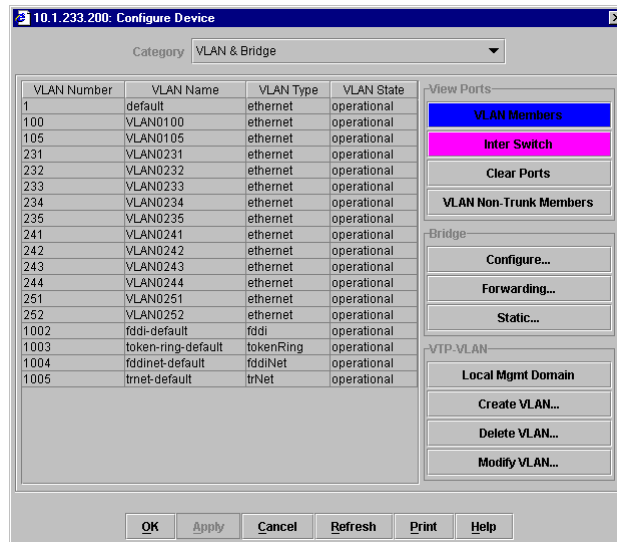 10.1.233.200: Configure Device
Category VLAN & Bridge
VLAN Number VLAN Name VLAN Type VLAN State
1 default ethernet operational
100 VLAN0100 ethernet operational
105 VLAN0105 ethernet operational
231 VLAN0231 ethernet operational
232 VLAN0232 ethernet operational
233 VLAN0233 ethernet operational
234 VLAN0234 ethernet operational
235 VLAN0235 ethernet operational
241 VLAN0241 ethernet operational
242 VLAN0242 ethernet operational
243 VLAN0243 ethernet operational
244 VLAN0244 ethernet operational
251 VLAN0251 ethernet operational
252 VLAN0252 ethernet operational
1002 fddi-default fddi operational
1003 token-ring-default tokenRing operational
1004 fddinet-default fddiNet operational
1005 trnet-default trNet operational
View Ports
VLAN Members
Inter Switch
Clear Ports
VLAN Non-Trunk Members
Bridge
Configure...
Forwarding...
Static...
VTP-VLAN
Local Mgmt Domain
Create VLAN...
Delete VLAN...
Modify VLAN...
OK Apply Cancel Refresh Print Help